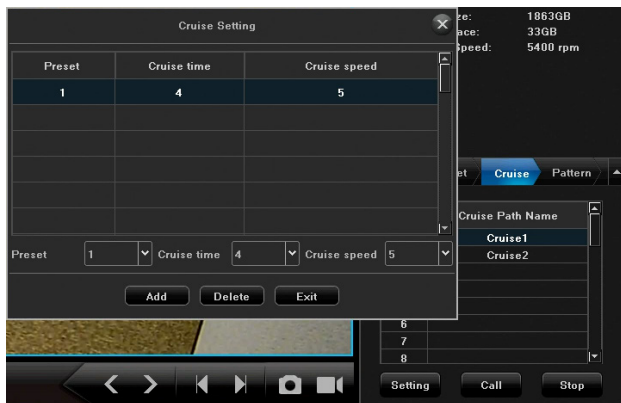 Cruise Setting
ze: 1863GB
ace: 33GB
Speed: 5400 rpm
Preset Cruise time Cruise speed
1 4 5
et Cruise Pattern
Cruise Path Name
Cruise1
Cruise2
Preset 1 Cruise time 4 Cruise speed 5
Add Delete Exit
6
7
8
Setting Call Stop